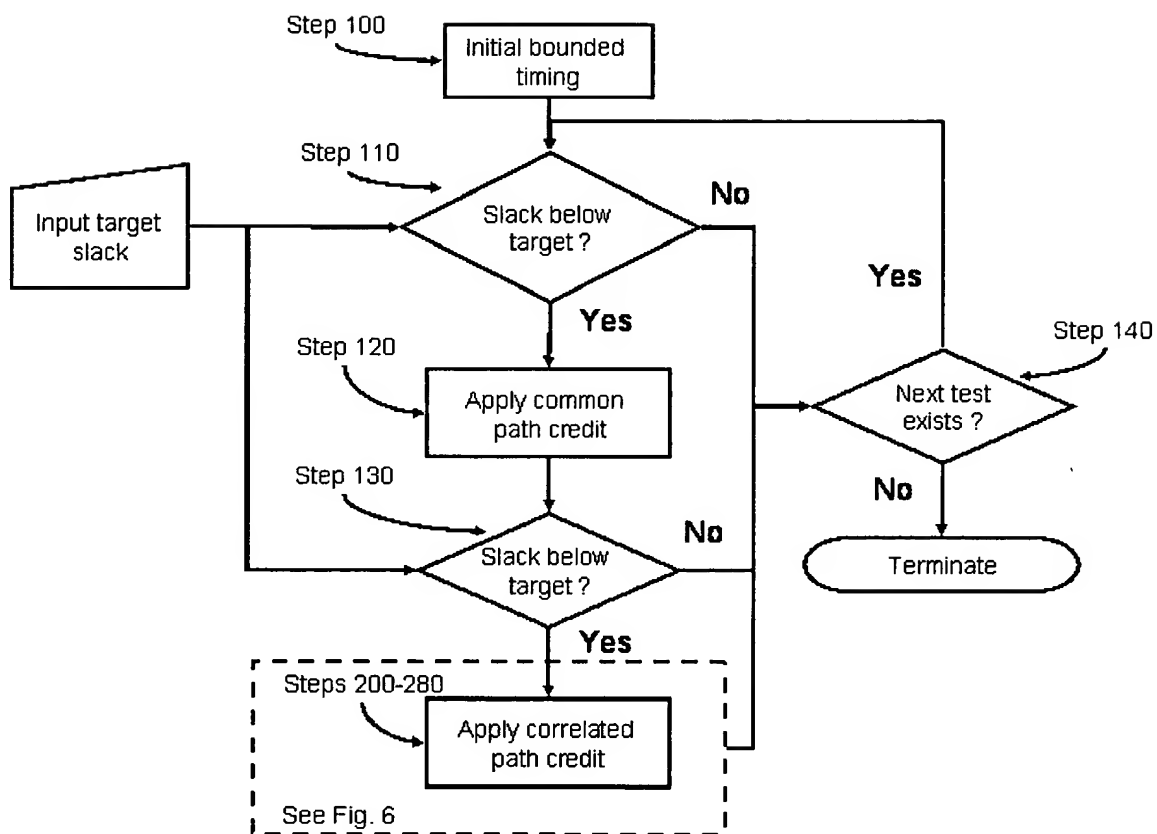 Step 100
Initial bounded
timing
Step 110
Input target
slack
Slack below
target ?
No
Yes
Yes
Step 120
Step 140
Apply common
path credit
Next test
exists ?
Step 130
No
No
Slack below
target ?
Terminate
Yes
Steps 200-280
Apply correlated
path credit
See Fig. 6